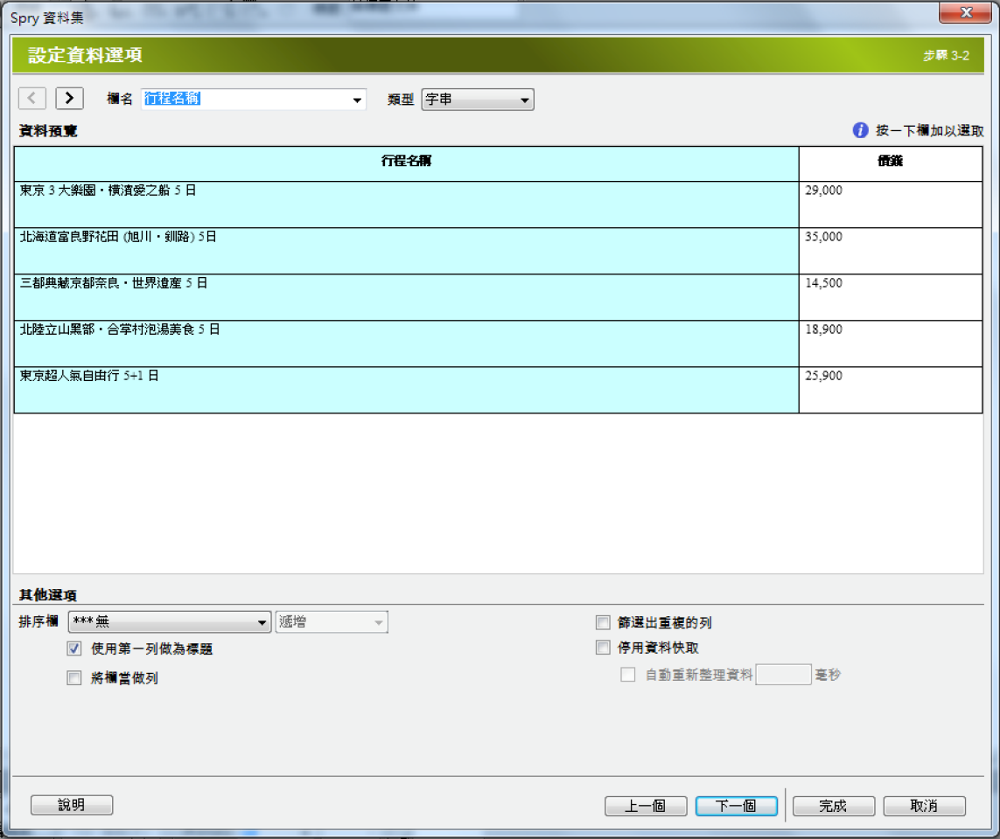 Spry 資料集
設定資料選項 步驟 3-2
欄名 行程名稱 類型 字串
資料預覽 按一下欄加以選取
行程名稱 價錢
東京 3 大樂園‧橫濱愛之船 5 日 29,000
北海道富良野花田 (旭川‧釧路) 5日 35,000
三都典藏京都奈良‧世界遺產 5 日 14,500
北陸立山黑部‧合掌村泡湯美食 5 日 18,900
東京超人氣自由行 5+1 日 25,900
其他選項
排序欄 *** 無 遞增 篩選出重複的列
使用第一列做為標題 停用資料快取
將欄當做列 自動重新整理資料 毫秒
說明 上一個 下一個 完成 取消